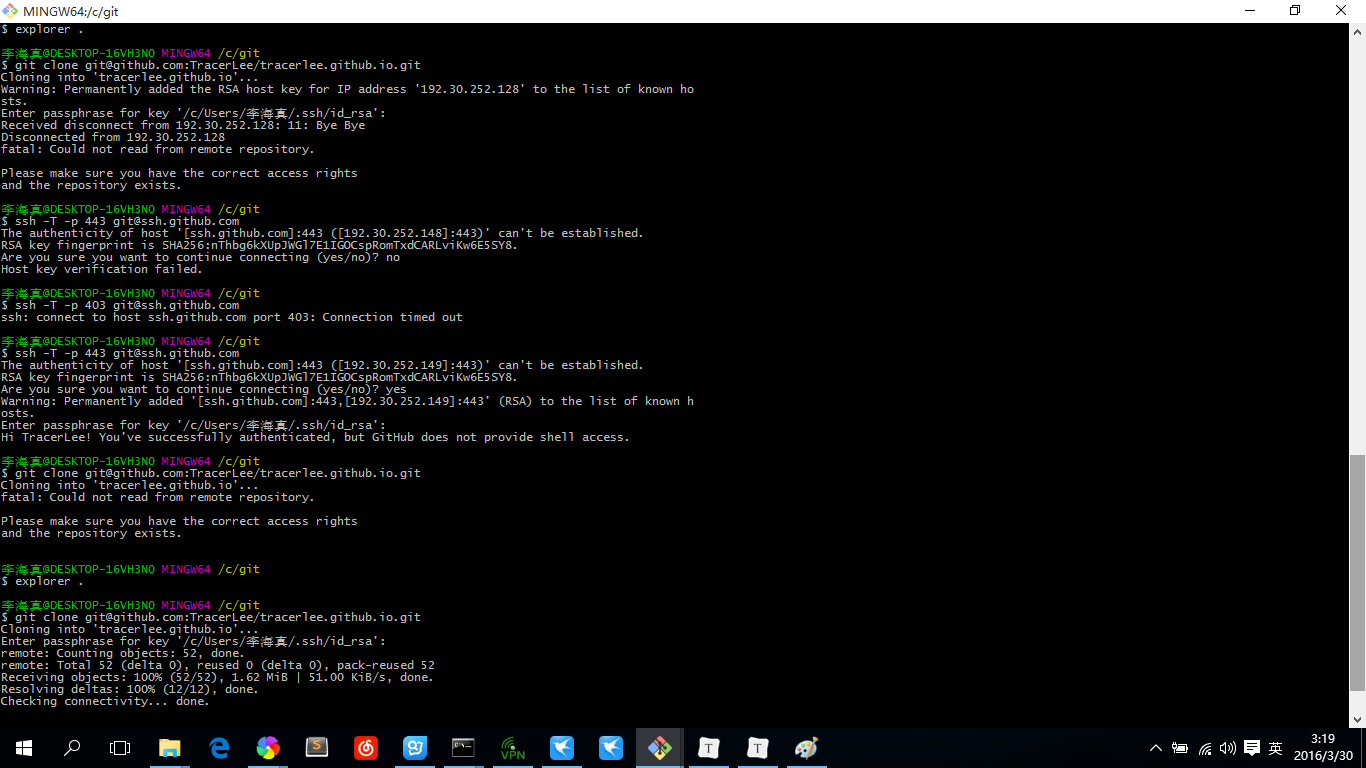 MINGW64:/c/git
$ explorer .
李海真@DESKTOP-16VH3NO MINGW64 /c/git
$ git clone git@github.com:TracerLee/tracerlee.github.io.git
Cloning into 'tracerlee.github.io'...
Warning: Permanently added the RSA host key for IP address '192.30.252.128' to the list of known ho
sts.
Enter passphrase for key '/c/Users/李海真/.ssh/id_rsa':
Received disconnect from 192.30.252.128: 11: Bye Bye
Disconnected from 192.30.252.128
fatal: Could not read from remote repository.
Please make sure you have the correct access rights
and the repository exists.
李海真@DESKTOP-16VH3NO MINGW64 /c/git
$ ssh -T -p 443 git@ssh.github.com
The authenticity of host '[ssh.github.com]:443 ([192.30.252.148]:443)' can't be established.
RSA key fingerprint is SHA256:nThbg6kXUpJWGl7E1IGOCspRomTxdCARLviKw6E5SY8.
Are you sure you want to continue connecting (yes/no)? no
Host key verification failed.
李海真@DESKTOP-16VH3NO MINGW64 /c/git
$ ssh -T -p 403 git@ssh.github.com
ssh: connect to host ssh.github.com port 403: Connection timed out
李海真@DESKTOP-16VH3NO MINGW64 /c/git
$ ssh -T -p 443 git@ssh.github.com
The authenticity of host '[ssh.github.com]:443 ([192.30.252.149]:443)' can't be established.
RSA key fingerprint is SHA256:nThbg6kXUpJWGl7E1IGOCspRomTxdCARLviKw6E5SY8.
Are you sure you want to continue connecting (yes/no)? yes
Warning: Permanently added '[ssh.github.com]:443,[192.30.252.149]:443' (RSA) to the list of known h
osts.
Enter passphrase for key '/c/Users/李海真/.ssh/id_rsa':
Hi TracerLee! You've successfully authenticated, but GitHub does not provide shell access.
李海真@DESKTOP-16VH3NO MINGW64 /c/git
$ git clone git@github.com:TracerLee/tracerlee.github.io.git
Cloning into 'tracerlee.github.io'...
fatal: Could not read from remote repository.
Please make sure you have the correct access rights
and the repository exists.
李海真@DESKTOP-16VH3NO MINGW64 /c/git
$ explorer .
李海真@DESKTOP-16VH3NO MINGW64 /c/git
$ git clone git@github.com:TracerLee/tracerlee.github.io.git
Cloning into 'tracerlee.github.io'...
Enter passphrase for key '/c/Users/李海真/.ssh/id_rsa':
remote: Counting objects: 52, done.
remote: Total 52 (delta 0), reused 0 (delta 0), pack-reused 52
Receiving objects: 100% (52/52), 1.62 MiB | 51.00 KiB/s, done.
Resolving deltas: 100% (12/12), done.
Checking connectivity... done.
VPN
T
T
英
3:19
2016/3/30